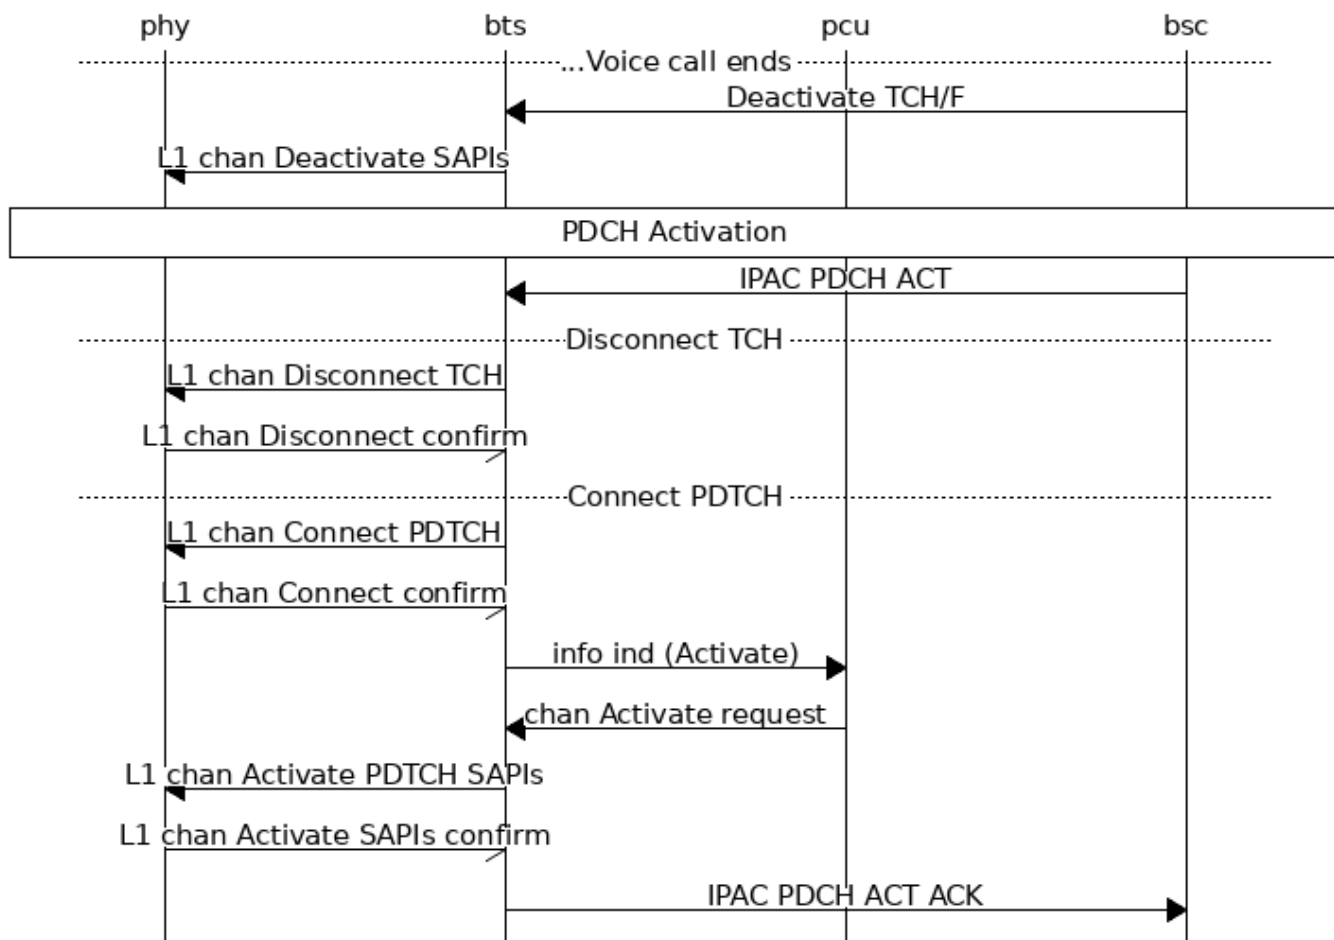 phy bts pcu bsc
...Voice call ends
Deactivate TCH/F
L1 chan Deactivate SAPIs
PDCH Activation
IPAC PDCH ACT
Disconnect TCH
L1 chan Disconnect TCH
L1 chan Disconnect confirm
Connect PDTCH
L1 chan Connect PDTCH
L1 chan Connect confirm
info ind (Activate)
chan Activate request
L1 chan Activate PDTCH SAPIs
L1 chan Activate SAPIs confirm
IPAC PDCH ACT ACK